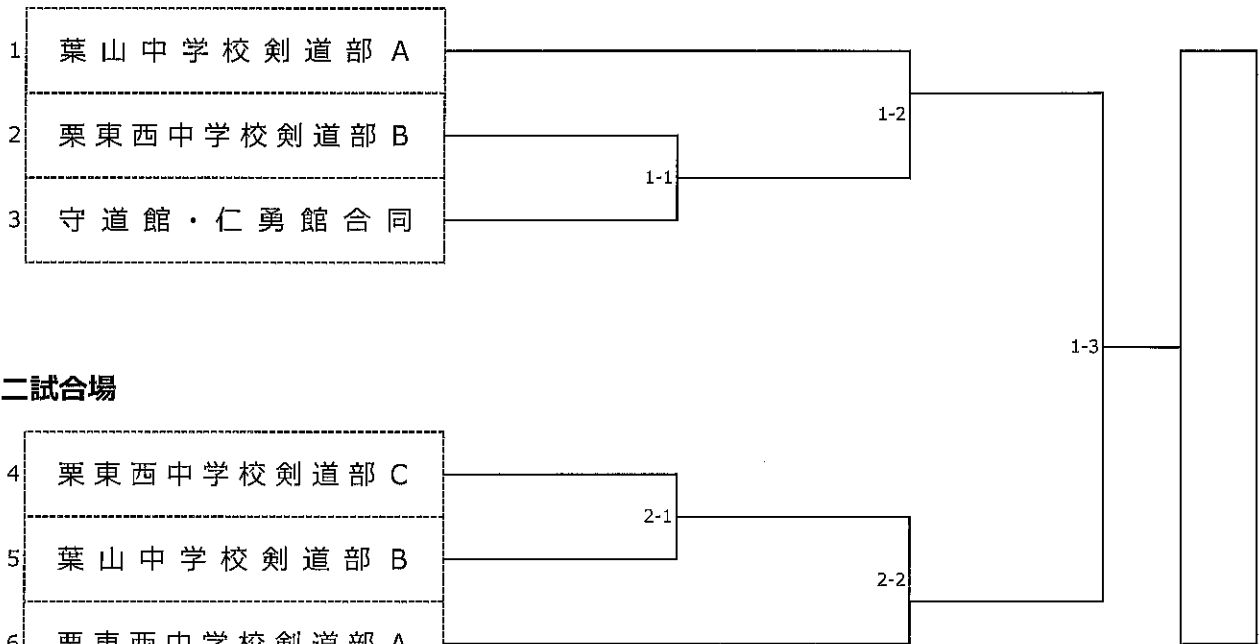 1 葉山中学校剣道部 A
1-2
2 栗東西中学校剣道部 B
1-1
3 守道館・仁勇館合同
1-3
二試合場
4 栗東西中学校剣道部 C
2-1
5 葉山中学校剣道部 B
2-2
6 栗東西中学校剣道部 A